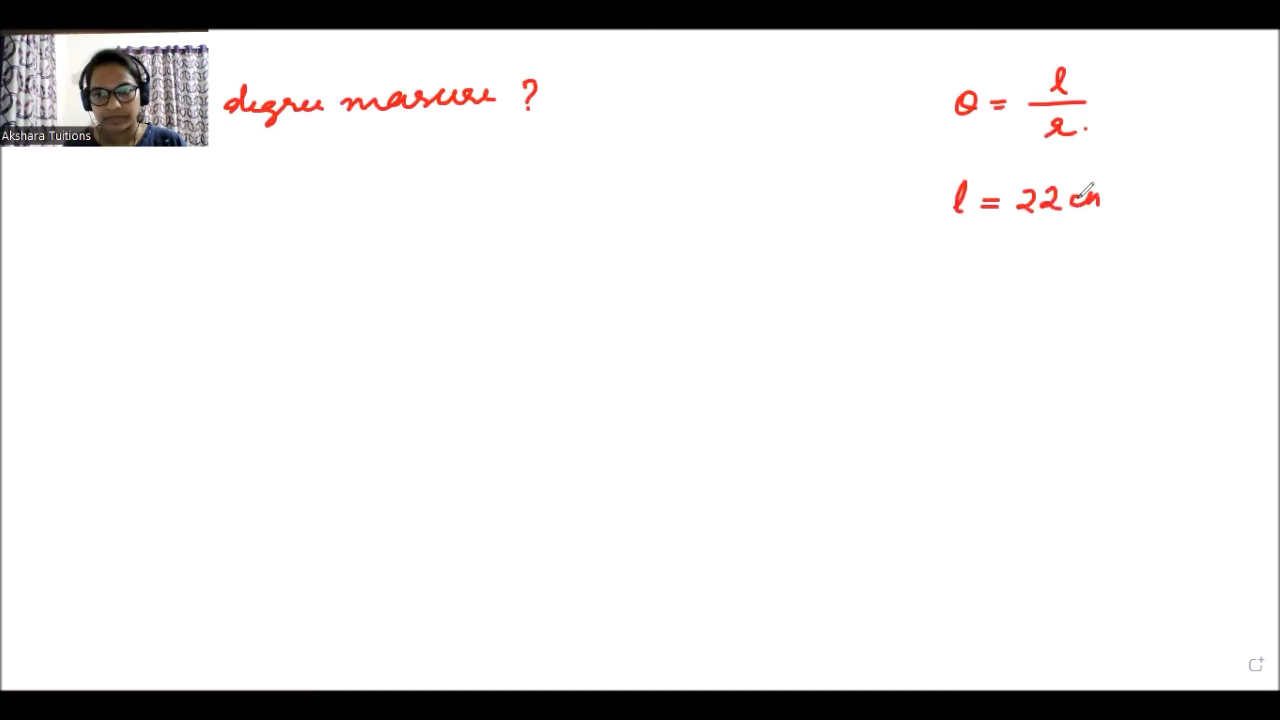 degree measure ?
θ = l / r.
l = 22 cm
Akshara Tuitions